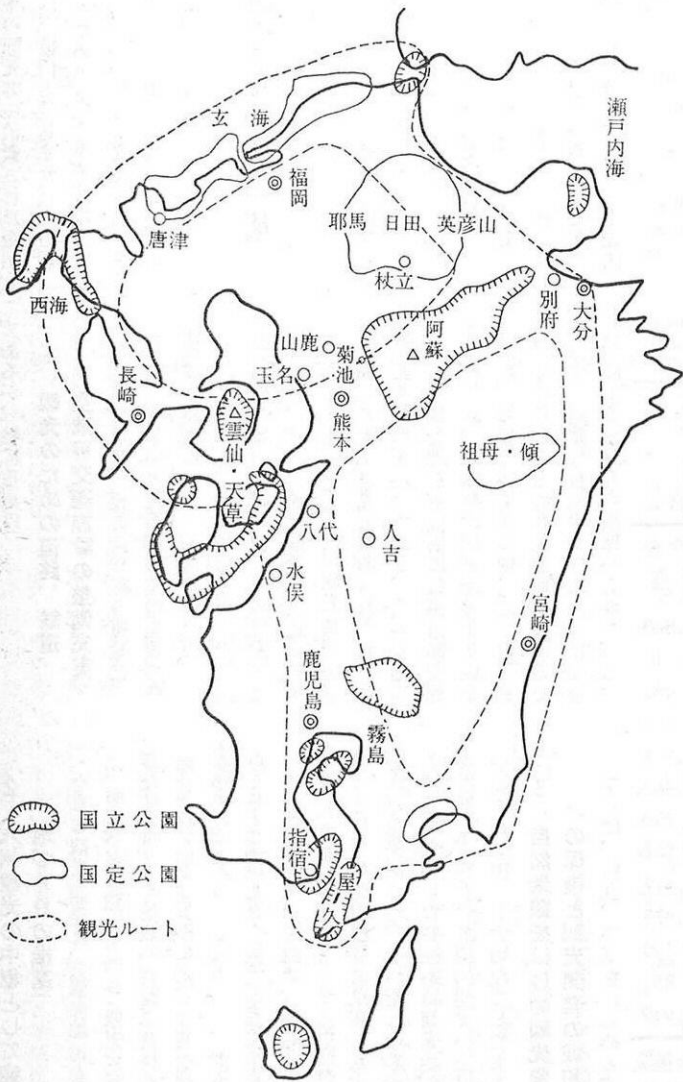 瀬戸内海
玄海
福岡
唐津
耶馬 日田 英彦山
杖立
別府
大分
西海
長崎
山鹿
菊池
玉名
阿蘇
熊本
雲仙・天草
祖母・傾
八代
人吉
水俣
宮崎
鹿児島
霧島
指宿
屋久
国立公園
国定公園
観光ルート